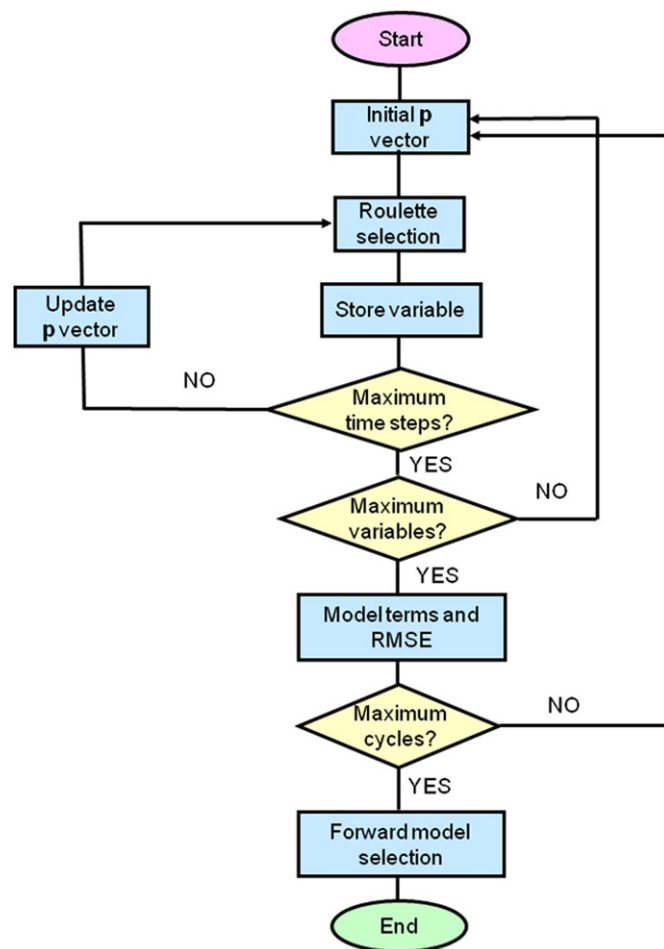 Start
Initial p
vector
Roulette
selection
Update
p vector
Store variable
NO
Maximum
time steps?
YES
NO
Maximum
variables?
YES
Model terms and
RMSE
NO
Maximum
cycles?
YES
Forward model
selection
End